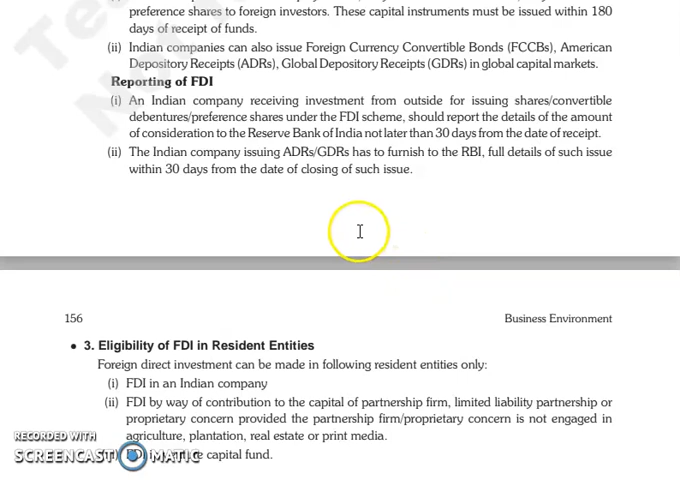 preference shares to foreign investors. These capital instruments must be issued within 180
days of receipt of funds.
(ii) Indian companies can also issue Foreign Currency Convertible Bonds (FCCBs), American
Depository Receipts (ADRs), Global Depository Receipts (GDRs) in global capital markets.
Reporting of FDI
(i) An Indian company receiving investment from outside for issuing shares/convertible
debentures/preference shares under the FDI scheme, should report the details of the amount
of consideration to the Reserve Bank of India not later than 30 days from the date of receipt.
(ii) The Indian company issuing ADRs/GDRs has to furnish to the RBI, full details of such issue
within 30 days from the date of closing of such issue.
156 Business Environment
• 3. Eligibility of FDI in Resident Entities
Foreign direct investment can be made in following resident entities only:
(i) FDI in an Indian company
(ii) FDI by way of contribution to the capital of partnership firm, limited liability partnership or
proprietary concern provided the partnership firm/proprietary concern is not engaged in
agriculture, plantation, real estate or print media.
capital fund.
RECORDED WITH
SCREENCAST MATIC